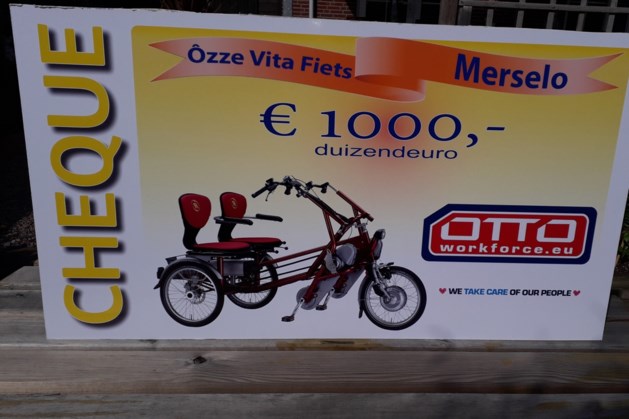 CHEQUE
Ôzze Vita Fiets
Merselo
€ 1000,-
duizendeuro
OTTO
workforce.eu
WE TAKE CARE OF OUR PEOPLE